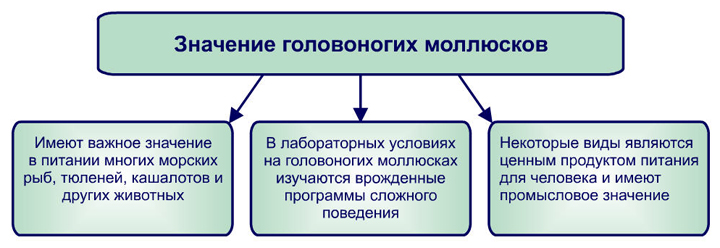 Значение головоногих моллюсков
Имеют важное значение
в питании многих морских
рыб, тюленей, кашалотов и
других животных
В лабораторных условиях
на головоногих моллюсках
изучаются врожденные
программы сложного
поведения
Некоторые виды являются
ценным продуктом питания
для человека и имеют
промысловое значение